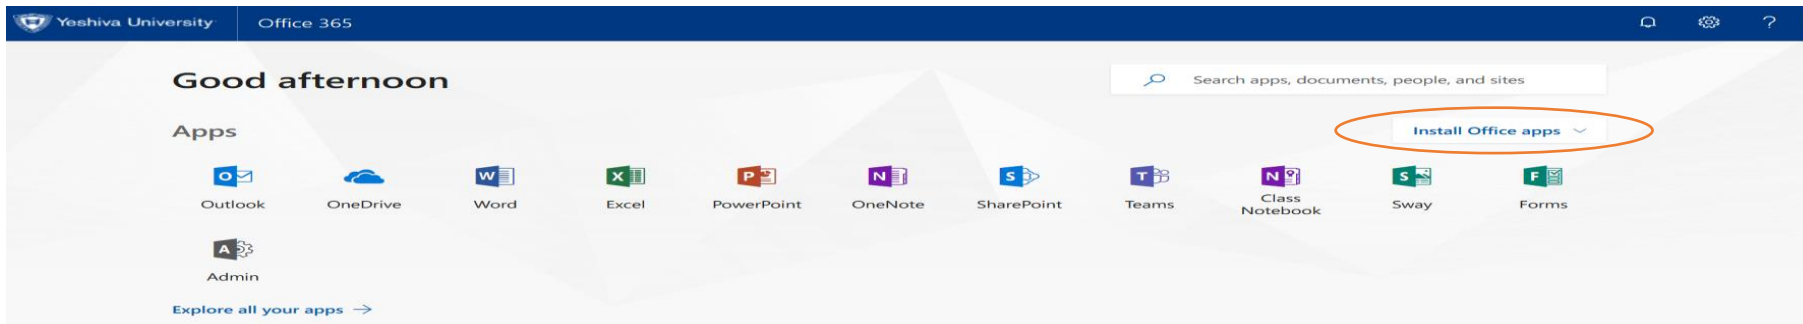 Yeshiva University Office 365 ?
Good afternoon
Search apps, documents, people, and sites
Apps
Install Office apps
Outlook OneDrive Word Excel PowerPoint OneNote SharePoint Teams Class Notebook Sway Forms
Admin
Explore all your apps →